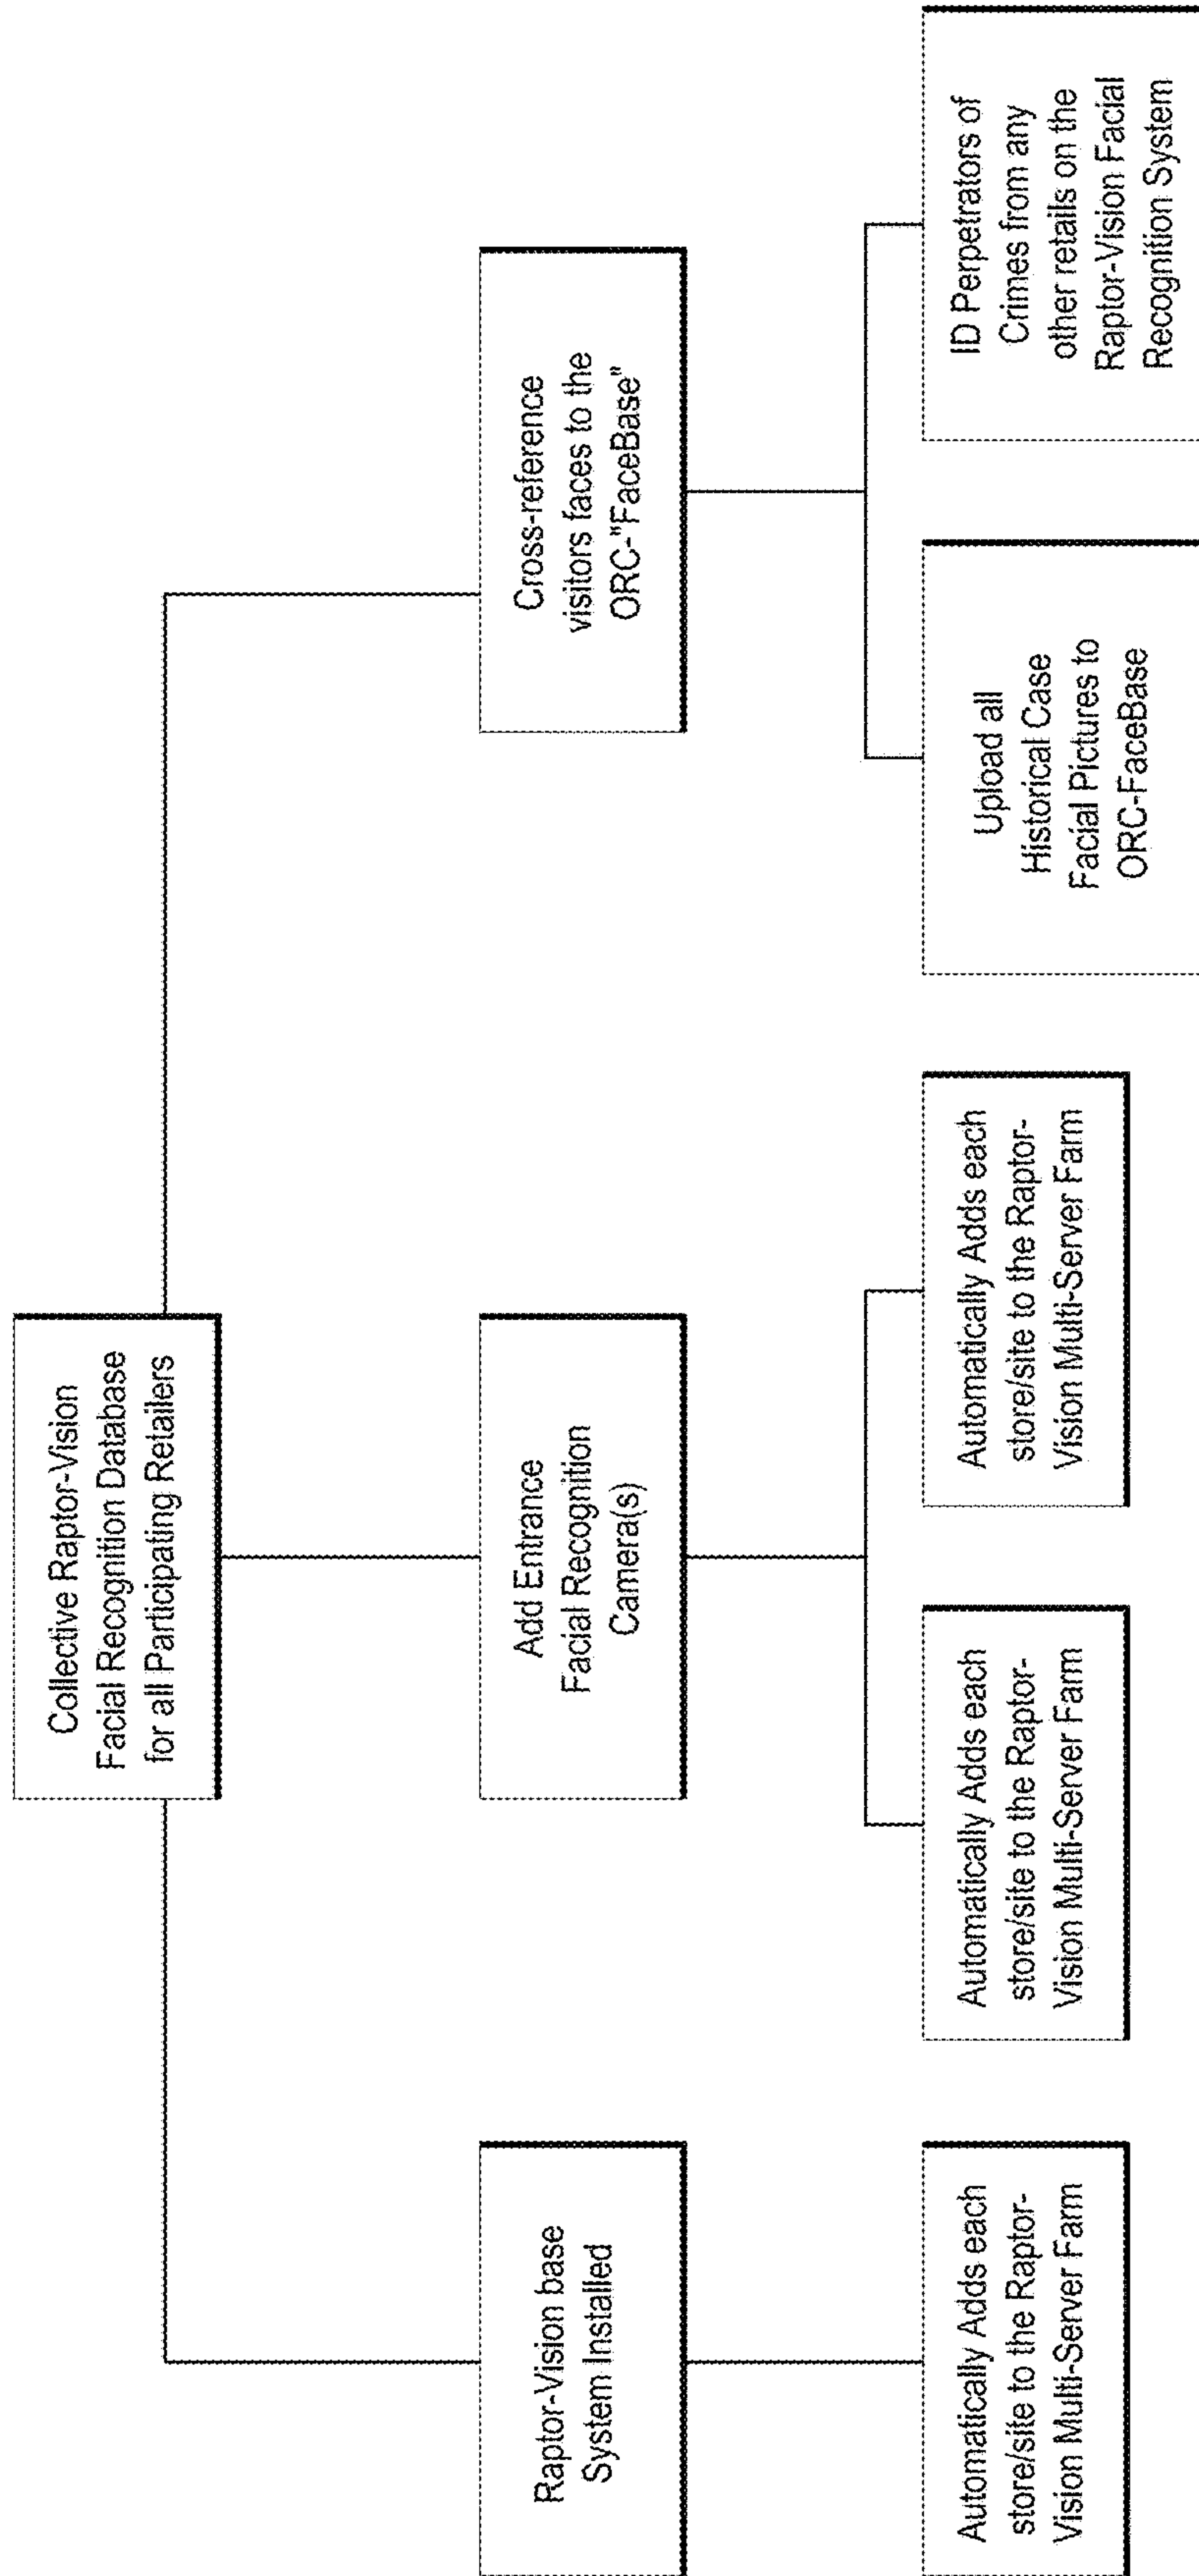 Collective Raptor-Vision
Facial Recognition Database
for all Participating Retailers
Raptor-Vision base
System Installed
Add Entrance
Facial Recognition
Camera(s)
Cross-reference
visitors faces to the
ORC-"FaceBase"
Automatically Adds each
store/site to the Raptor-
Vision Multi-Server Farm
Automatically Adds each
store/site to the Raptor-
Vision Multi-Server Farm
Automatically Adds each
store/site to the Raptor-
Vision Multi-Server Farm
Upload all
Historical Case
Facial Pictures to
ORC-FaceBase
ID Perpetrators of
Crimes from any
other retails on the
Raptor-Vision Facial
Recognition System